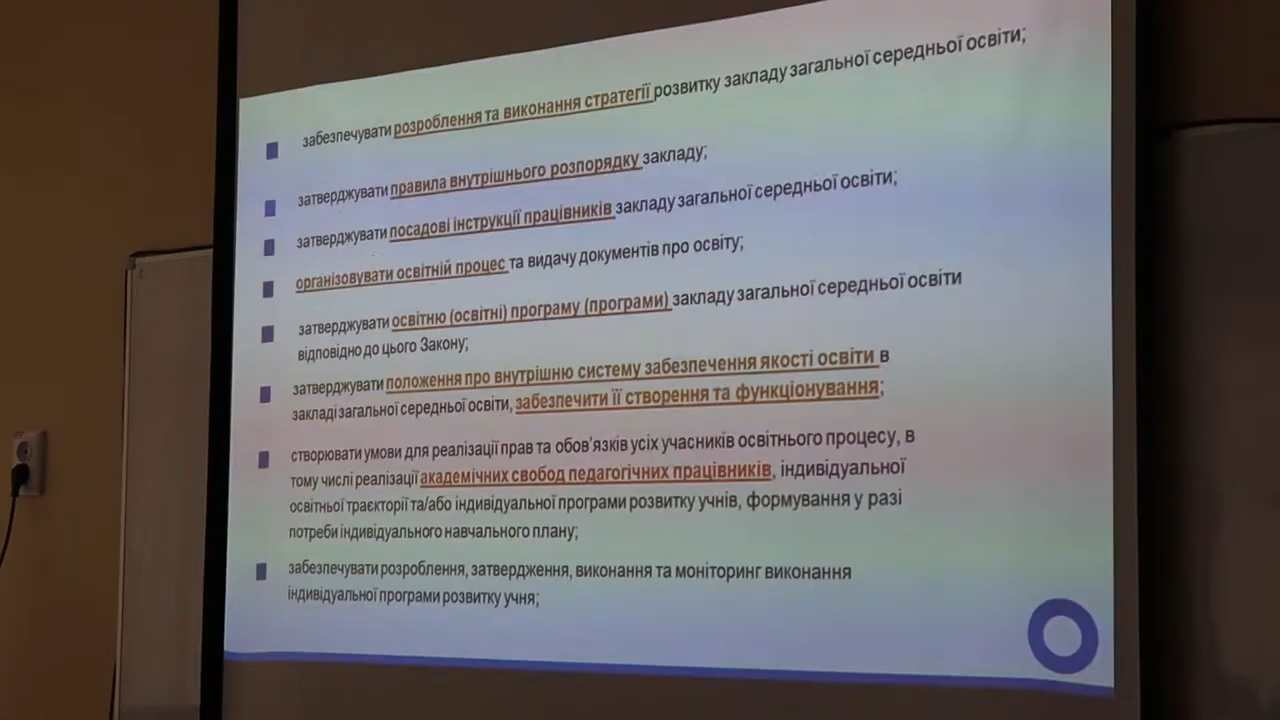 забезпечувати розроблення та виконання стратегії розвитку закладу загальної середньої освіти;
затверджувати правила внутрішнього розпорядку закладу;
затверджувати посадові інструкції працівників закладу загальної середньої освіти;
організовувати освітній процес та видачу документів про освіту;
затверджувати освітню (освітні) програму (програми) закладу загальної середньої освіти
відповідно до цього Закону;
затверджувати положення про внутрішню систему забезпечення якості освіти в
закладі загальної середньої освіти, забезпечити її створення та функціонування;
створювати умови для реалізації прав та обов'язків усіх учасників освітнього процесу, в
тому числі реалізації академічних свобод педагогічних працівників, індивідуальної
освітньої траєкторії та/або індивідуальної програми розвитку учнів, формування у разі
потреби індивідуального навчального плану;
забезпечувати розроблення, затвердження, виконання та моніторинг виконання
індивідуальної програми розвитку учня;